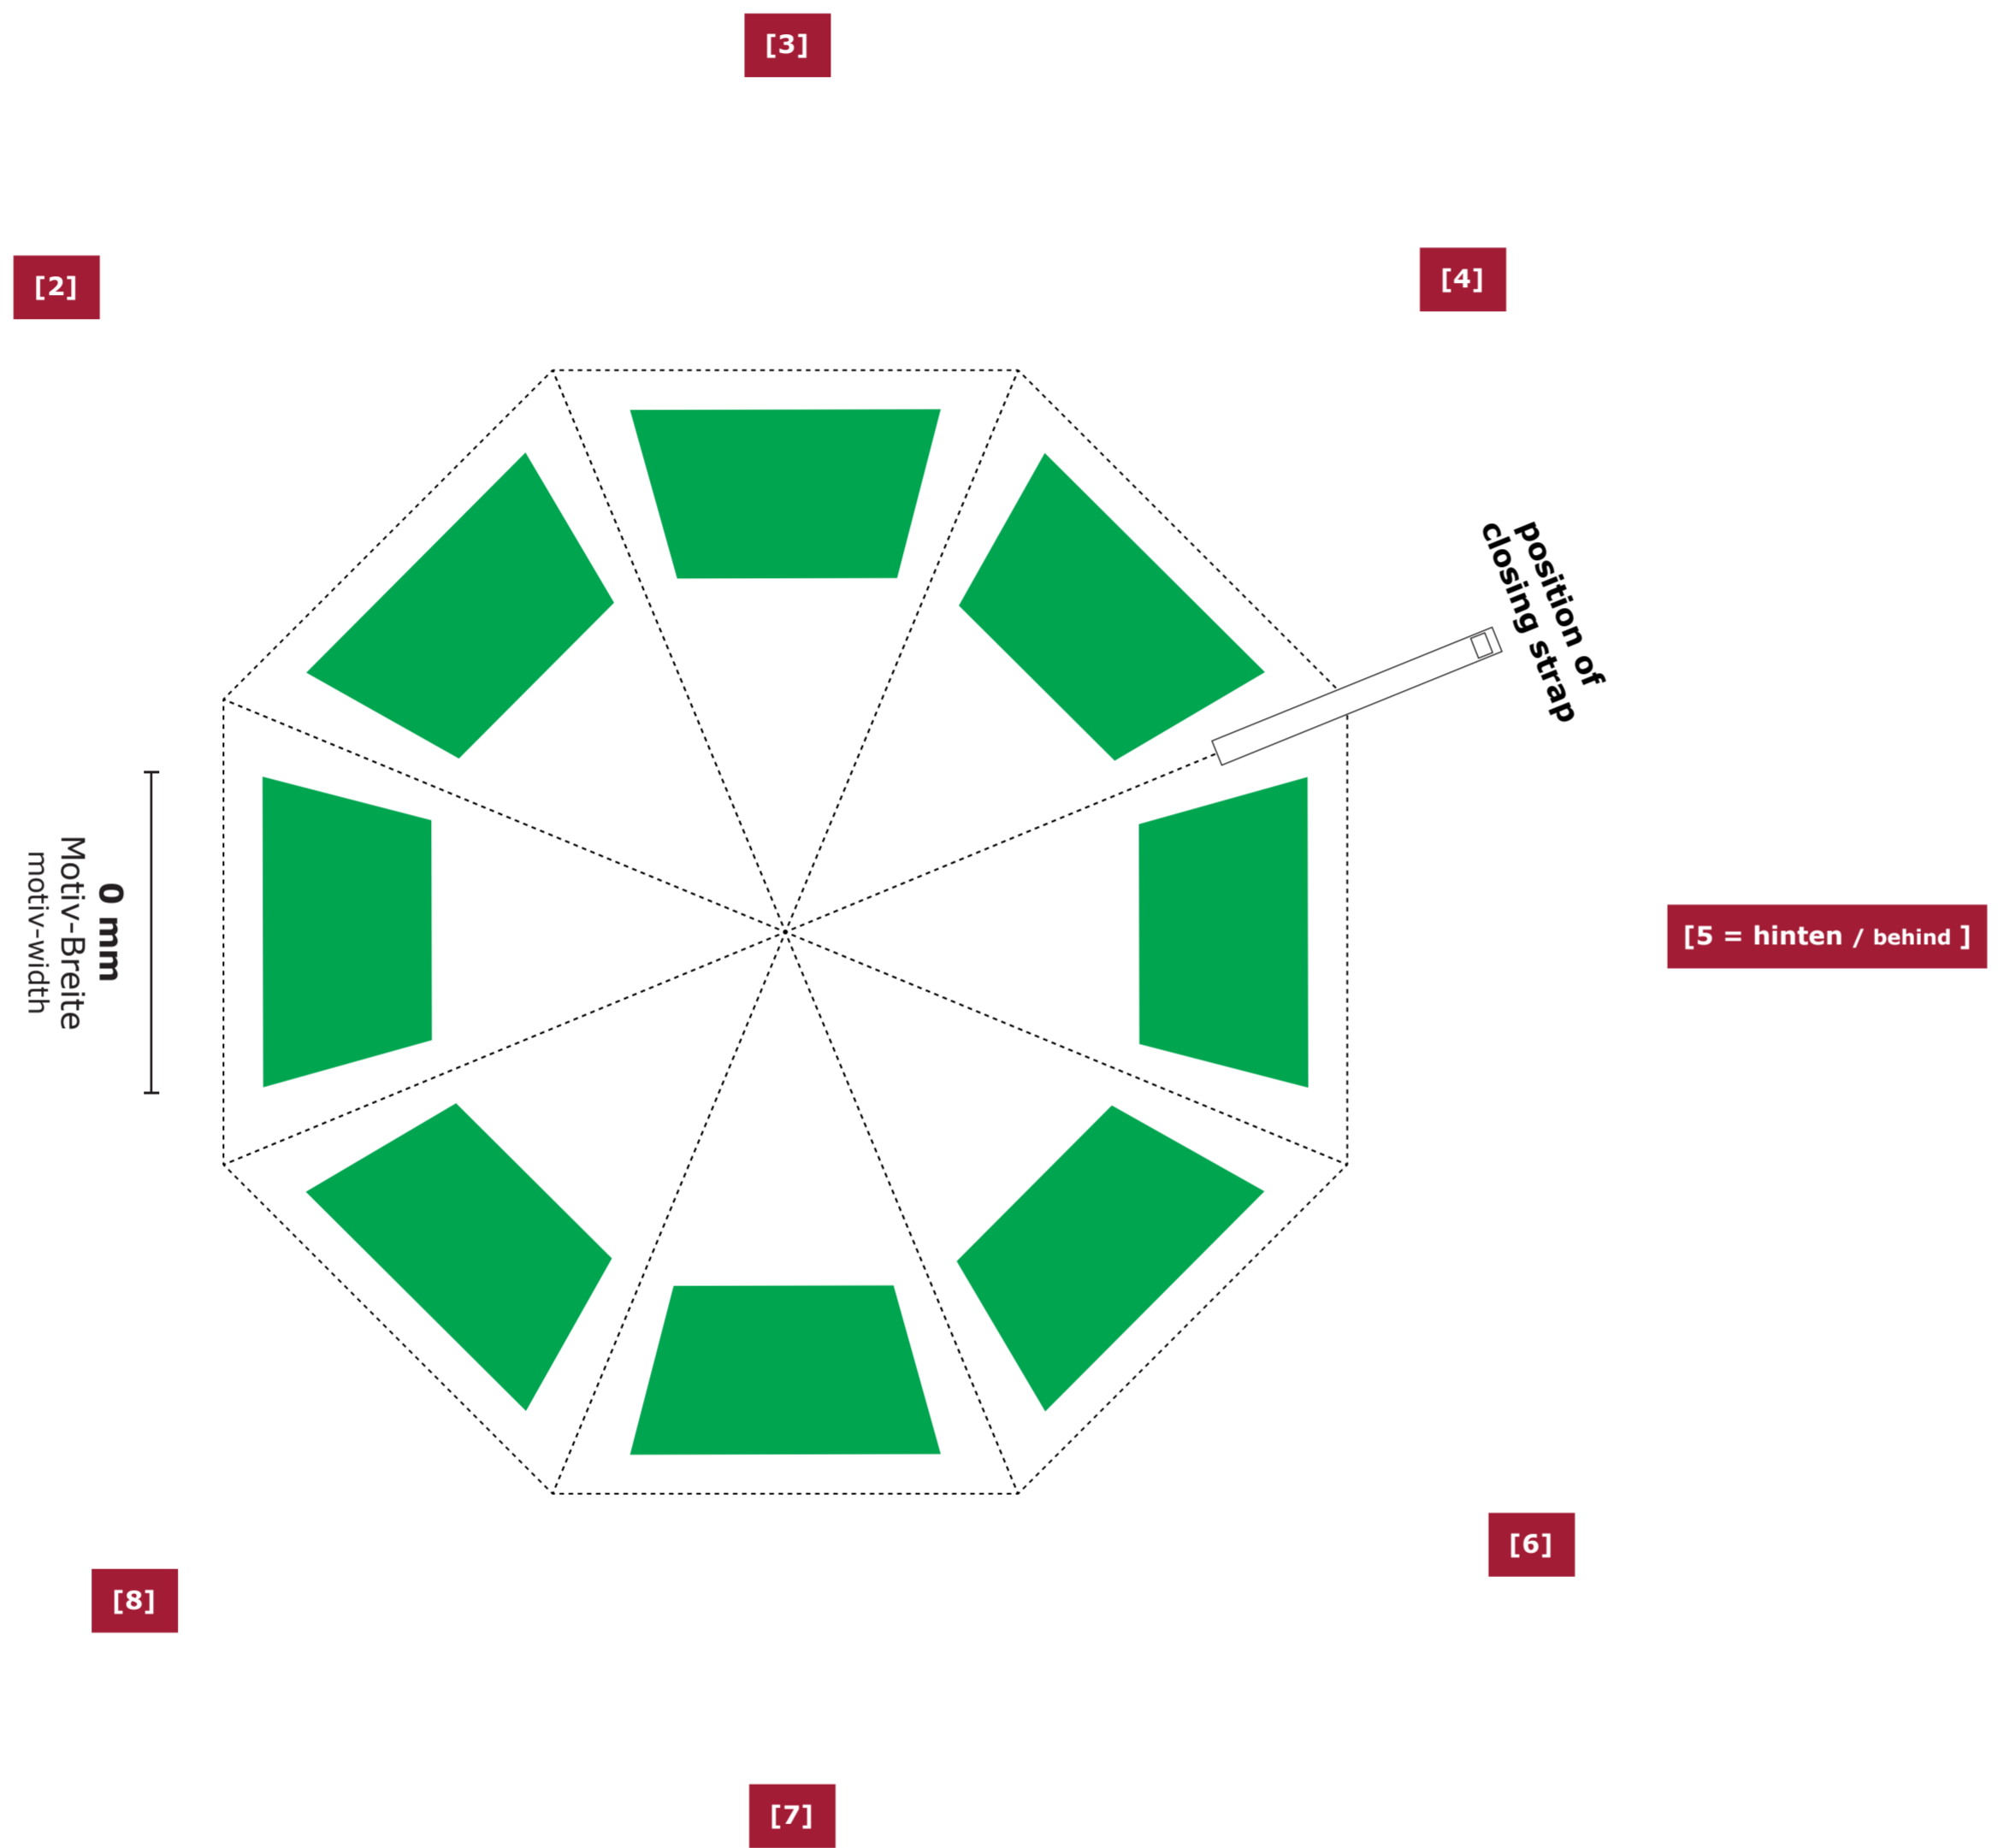 [3]
[2]
[4]
position of
closing strap
0 mm
Motiv-Breite
motiv-width
[5 = hinten / behind ]
[6]
[8]
[7]